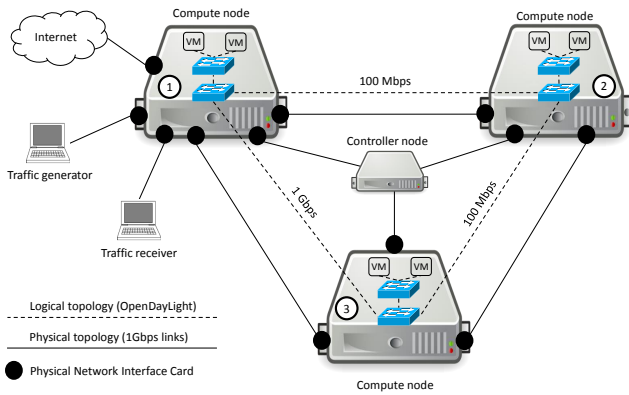 Compute node
Compute node
Internet
VM
VM
VM
VM
1
2
100 Mbps
Controller node
Traffic generator
1 Gbps
100 Mbps
Traffic receiver
VM
VM
3
Logical topology (OpenDayLight)
Physical topology (1Gbps links)
Physical Network Interface Card
Compute node